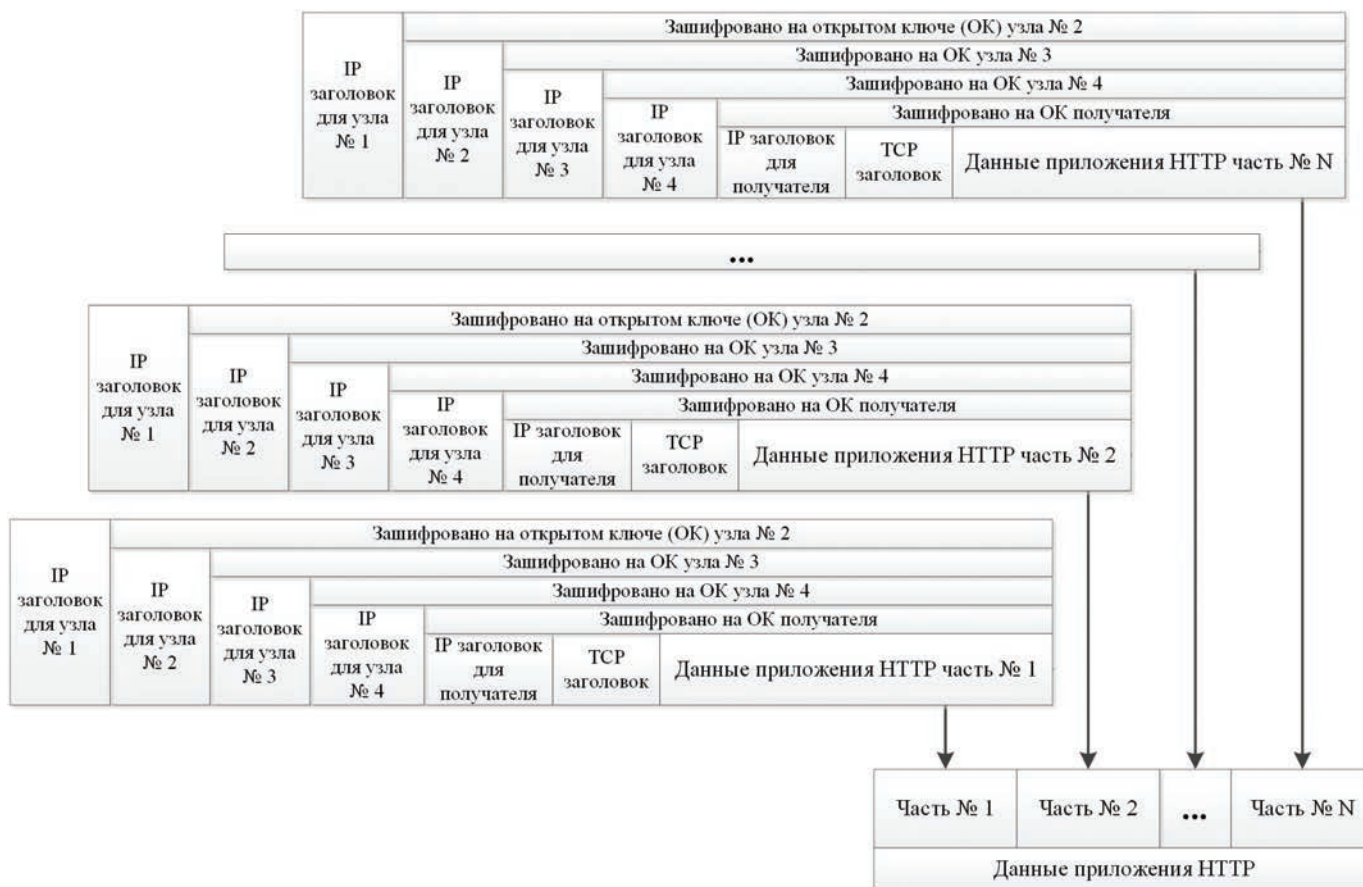 Зашифровано на открытом ключе (ОК) узла № 2
Зашифровано на ОК узла № 3
Зашифровано на ОК узла № 4
Зашифровано на ОК получателя
IP
заголовок
для узла
№ 1
IP
заголовок
для узла
№ 2
IP
заголовок
для узла
№ 3
IP
заголовок
для узла
№ 4
IP заголовок
для
получателя
TCP
заголовок
Данные приложения HTTP часть № N
...
Зашифровано на открытом ключе (ОК) узла № 2
Зашифровано на ОК узла № 3
Зашифровано на ОК узла № 4
Зашифровано на ОК получателя
IP
заголовок
для узла
№ 1
IP
заголовок
для узла
№ 2
IP
заголовок
для узла
№ 3
IP
заголовок
для узла
№ 4
IP заголовок
для
получателя
TCP
заголовок
Данные приложения HTTP часть № 2
Зашифровано на открытом ключе (ОК) узла № 2
Зашифровано на ОК узла № 3
Зашифровано на ОК узла № 4
Зашифровано на ОК получателя
IP
заголовок
для узла
№ 1
IP
заголовок
для узла
№ 2
IP
заголовок
для узла
№ 3
IP
заголовок
для узла
№ 4
IP заголовок
для
получателя
TCP
заголовок
Данные приложения HTTP часть № 1
Часть № 1
Часть № 2
...
Часть № N
Данные приложения HTTP